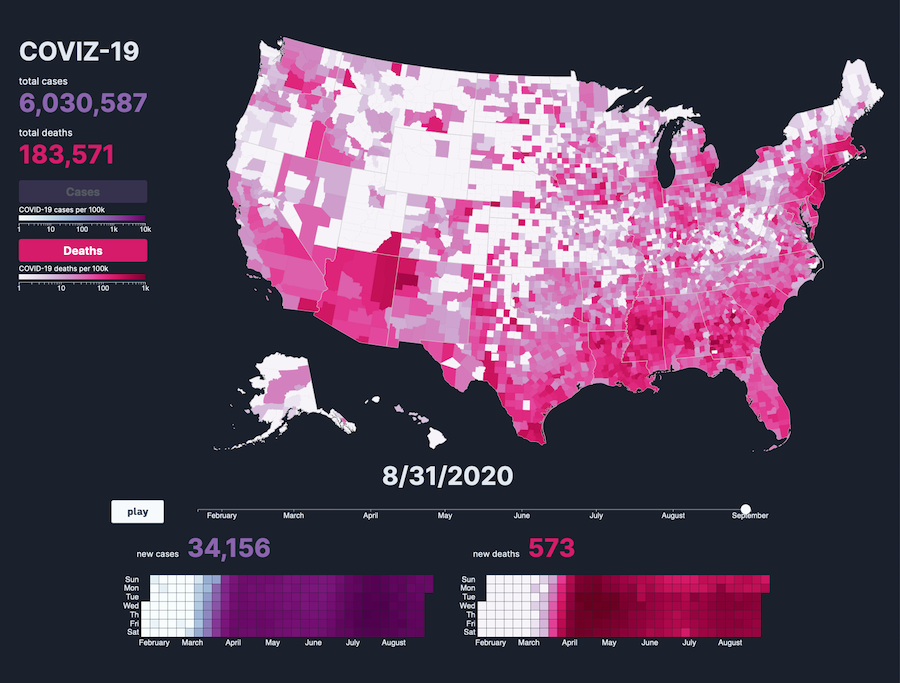 COVIZ-19
total cases
6,030,587
total deaths
183,571
Cases
COVID-19 cases per 100k
1 10 100 1k 10k
Deaths
COVID-19 deaths per 100k
1 10 100 1k
8/31/2020
play
February March April May June July August September
new cases 34,156
Sun
Mon
Tue
Wed
Th
Fri
Sat
February March April May June July August
new deaths 573
Sun
Mon
Tue
Wed
Th
Fri
Sat
February March April May June July August